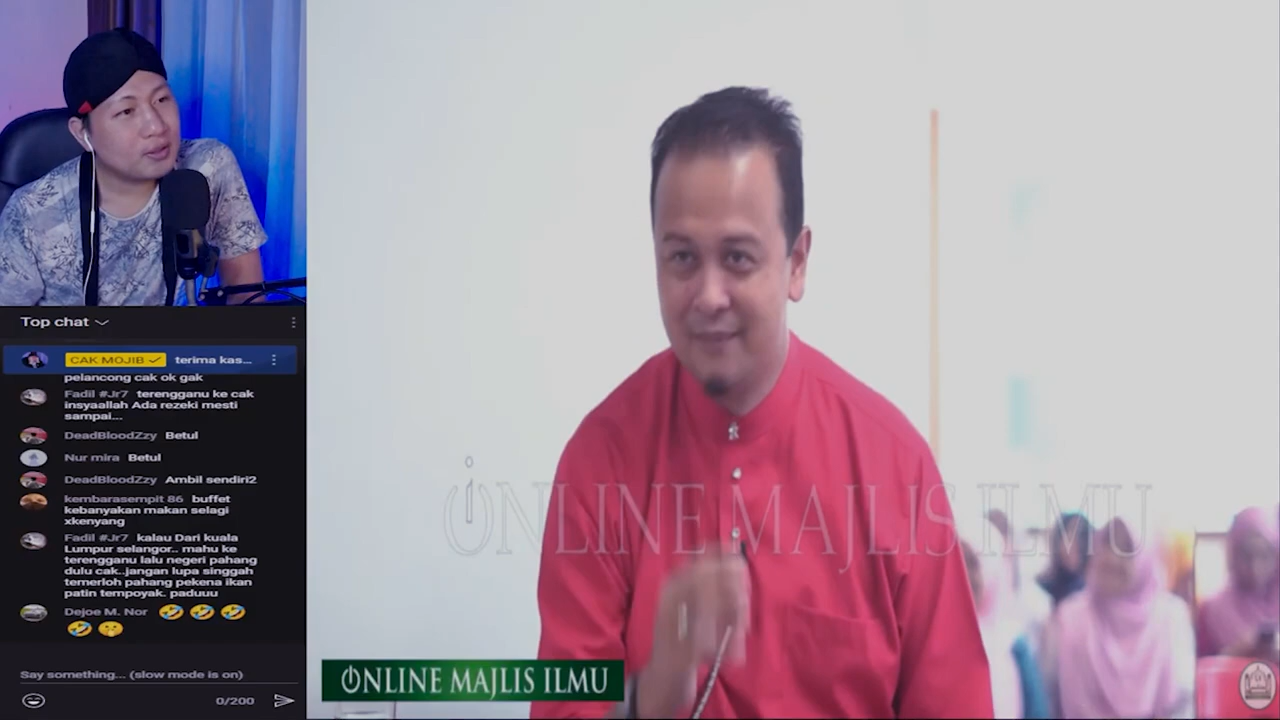 Top chat
CAK MOJIB terima kas...
pelancong cak ok gak
Fadil #Jr7 terengganu ke cak
insyaallah Ada rezeki mesti
sampai...
DeadBloodZzy Betul
Nur mira Betul
DeadBloodZzy Ambil sendiri2
kembarasempit 86 buffet
kebanyakan makan selagi
xkenyang
Fadil #Jr7 kalau Dari kuala
Lumpur selangor.. mahu ke
terengganu lalu negeri pahang
dulu cak..jangan lupa singgah
temerloh pahang pekena ikan
patin tempoyak. paduuu
Dejoe M. Nor 🤣🤣🤣
🤣🤫
Say something... (slow mode is on)
0/200
ONLINE MAJLIS ILMU
ONLINE MAJLIS ILMU